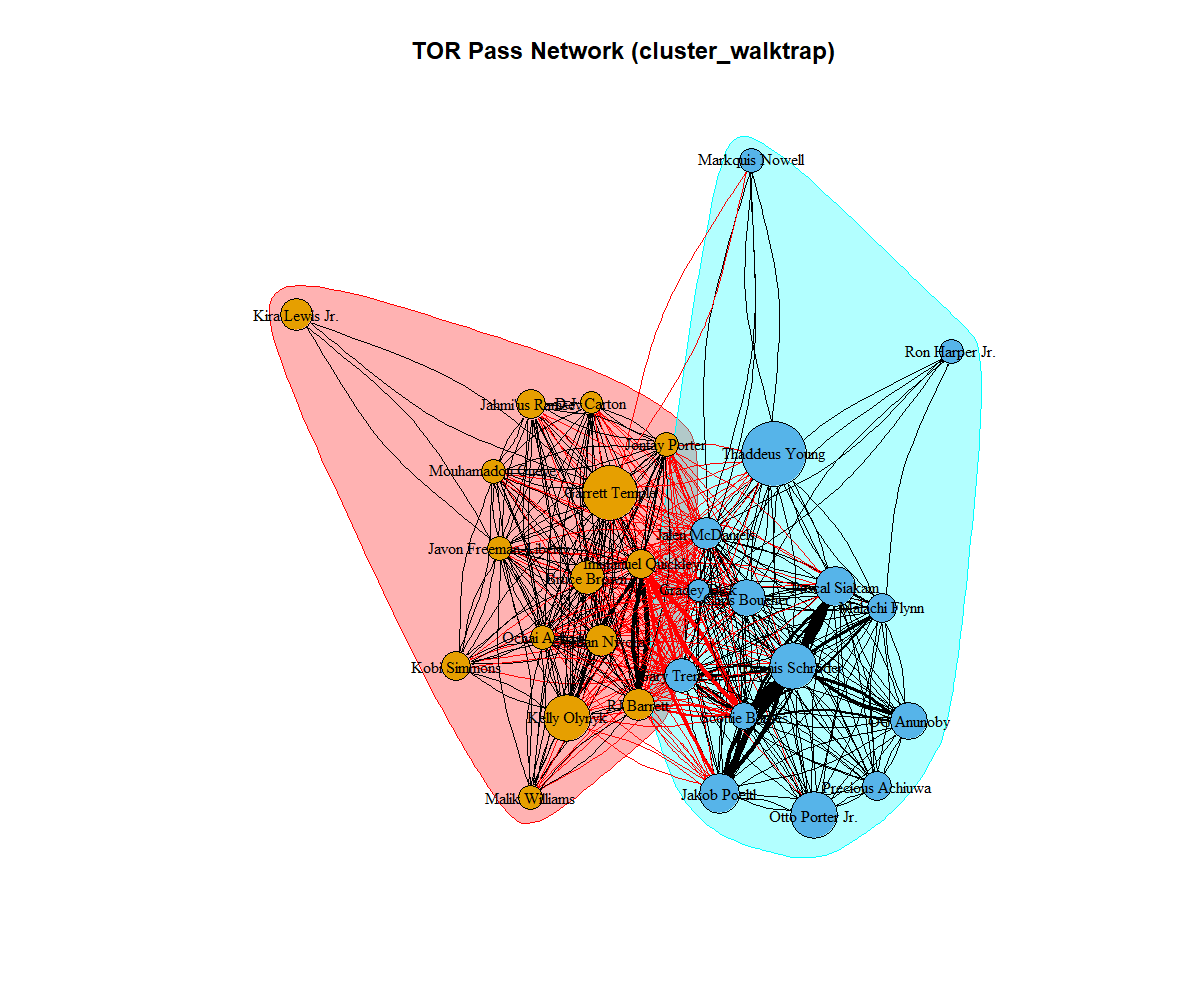 TOR Pass Network (cluster_walktrap)
Markquis Nowell
Kira Lewis Jr.
Ron Harper Jr.
Jahmi'us Ramsey
D.J. Carton
Jontay Porter
Thaddeus Young
Mouhamadou Gueye
Garrett Temple
Jalen McDaniels
Javon Freeman-Liberty
Immanuel Quickley
Bruce Brown
Gradey Dick
Chris Boucher
Pascal Siakam
Malachi Flynn
Ochai Agbaji
Jordan Nwora
Kobi Simmons
Gary Trent Jr.
Dennis Schroder
Kelly Olynyk
RJ Barrett
Scottie Barnes
OG Anunoby
Malik Williams
Jakob Poeltl
Precious Achiuwa
Otto Porter Jr.